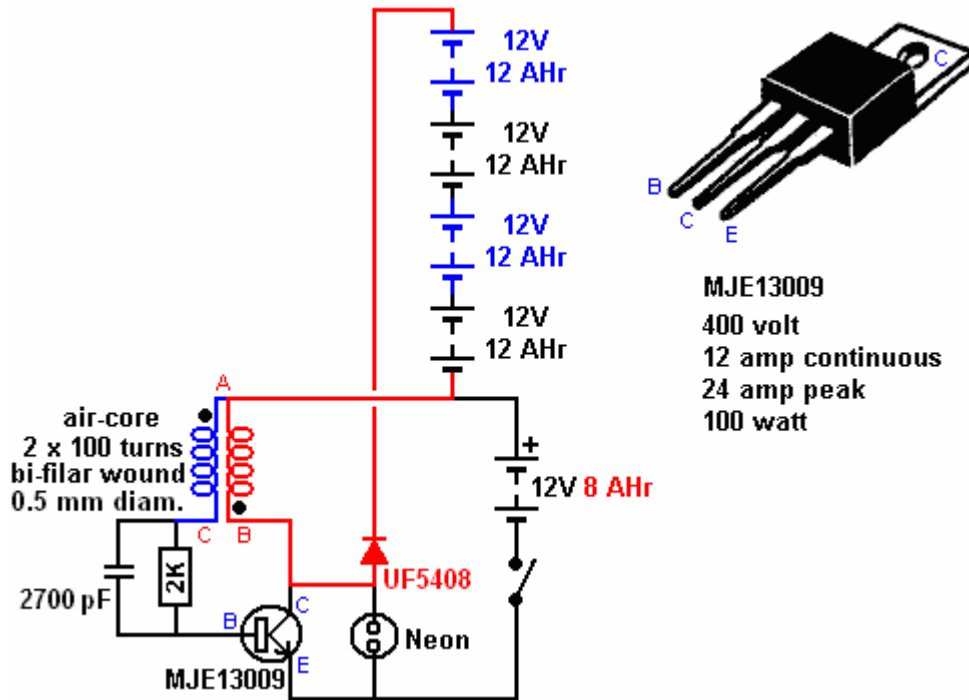 12V
12 AHr
12V
12 AHr
12V
12 AHr
12V
12 AHr
C
B
C
E
MJE13009
400 volt
12 amp continuous
24 amp peak
100 watt
A
air-core
2 x 100 turns
bi-filar wound
0.5 mm diam.
C
B
+
12V 8 AHr
2700 pF
2K
UF5408
B
C
E
Neon
MJE13009